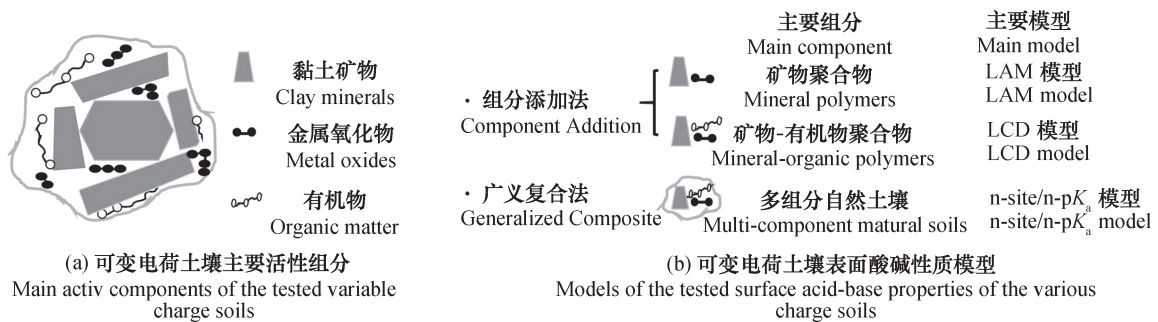 黏土矿物
Clay minerals
金属氧化物
Metal oxides
有机物
Organic matter
(a) 可变电荷土壤主要活性组分
Main activ components of the tested variable
charge soils
主要组分
Main component
主要模型
Main model
· 组分添加法
Component Addition
矿物聚合物
Mineral polymers
LAM 模型
LAM model
矿物-有机物聚合物
Mineral-organic polymers
LCD 模型
LCD model
· 广义复合法
Generalized Composite
多组分自然土壤
Multi-component matural soils
n-site/n-pKa 模型
n-site/n-pKa model
(b) 可变电荷土壤表面酸碱性质模型
Models of the tested surface acid-base properties of the various
charge soils